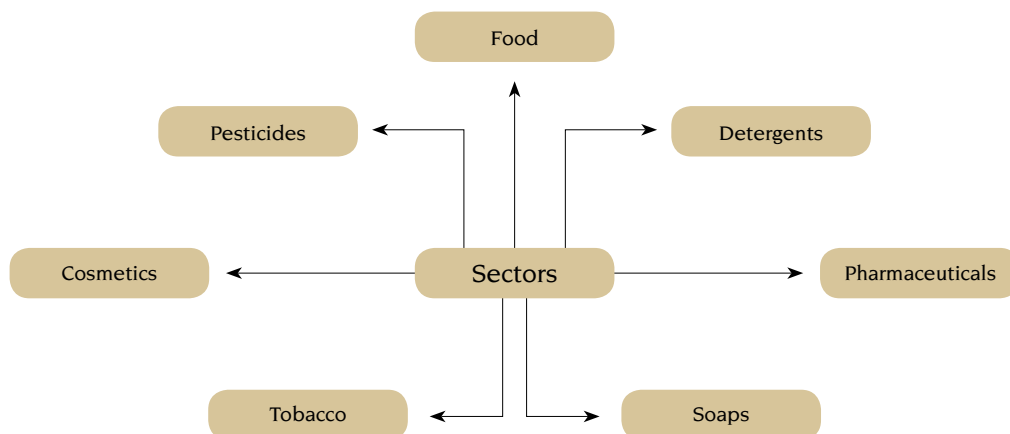 Food
Pesticides
Detergents
Cosmetics
Sectors
Pharmaceuticals
Tobacco
Soaps